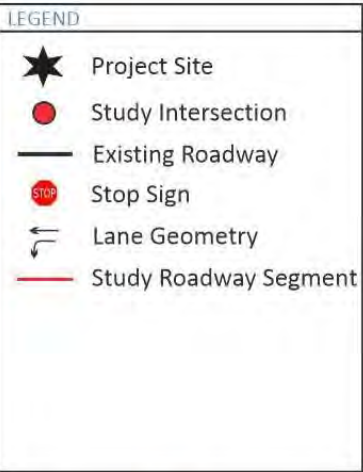 LEGEND
Project Site
Study Intersection
Existing Roadway
STOP Stop Sign
Lane Geometry
Study Roadway Segment